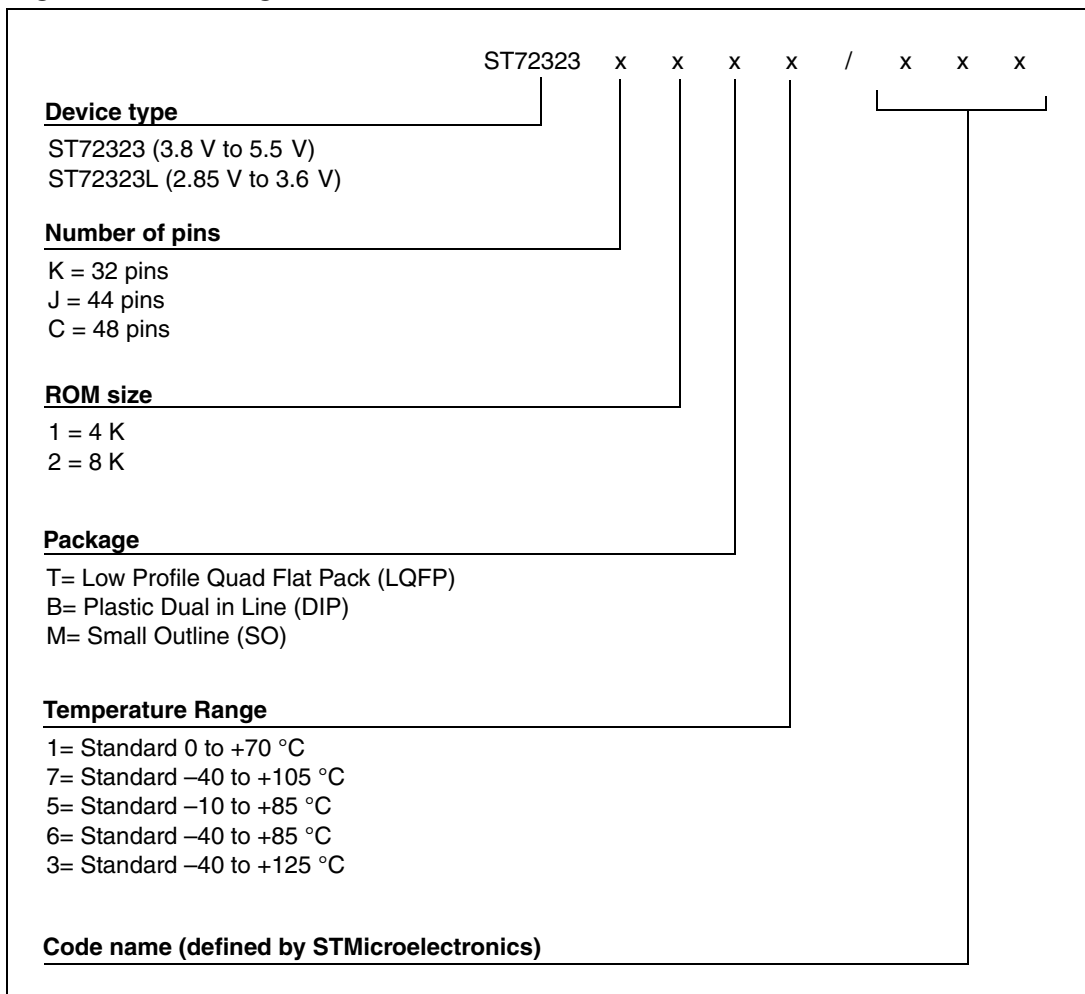 ST72323 x x x x / x x x
Device type
ST72323 (3.8 V to 5.5 V)
ST72323L (2.85 V to 3.6 V)
Number of pins
K = 32 pins
J = 44 pins
C = 48 pins
ROM size
1 = 4 K
2 = 8 K
Package
T= Low Profile Quad Flat Pack (LQFP)
B= Plastic Dual in Line (DIP)
M= Small Outline (SO)
Temperature Range
1= Standard 0 to +70 °C
7= Standard –40 to +105 °C
5= Standard –10 to +85 °C
6= Standard –40 to +85 °C
3= Standard –40 to +125 °C
Code name (defined by STMicroelectronics)